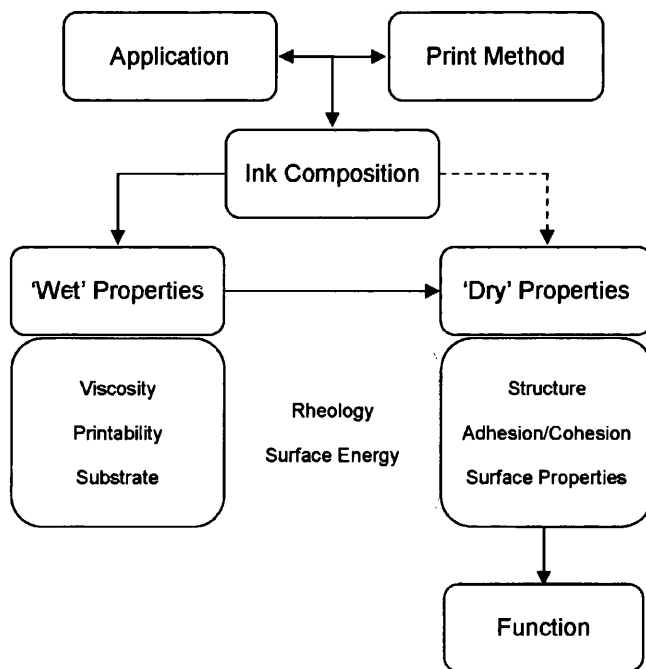 Application
Print Method
Ink Composition
'Wet' Properties
'Dry' Properties
Viscosity
Printability
Substrate
Rheology
Surface Energy
Structure
Adhesion/Cohesion
Surface Properties
Function